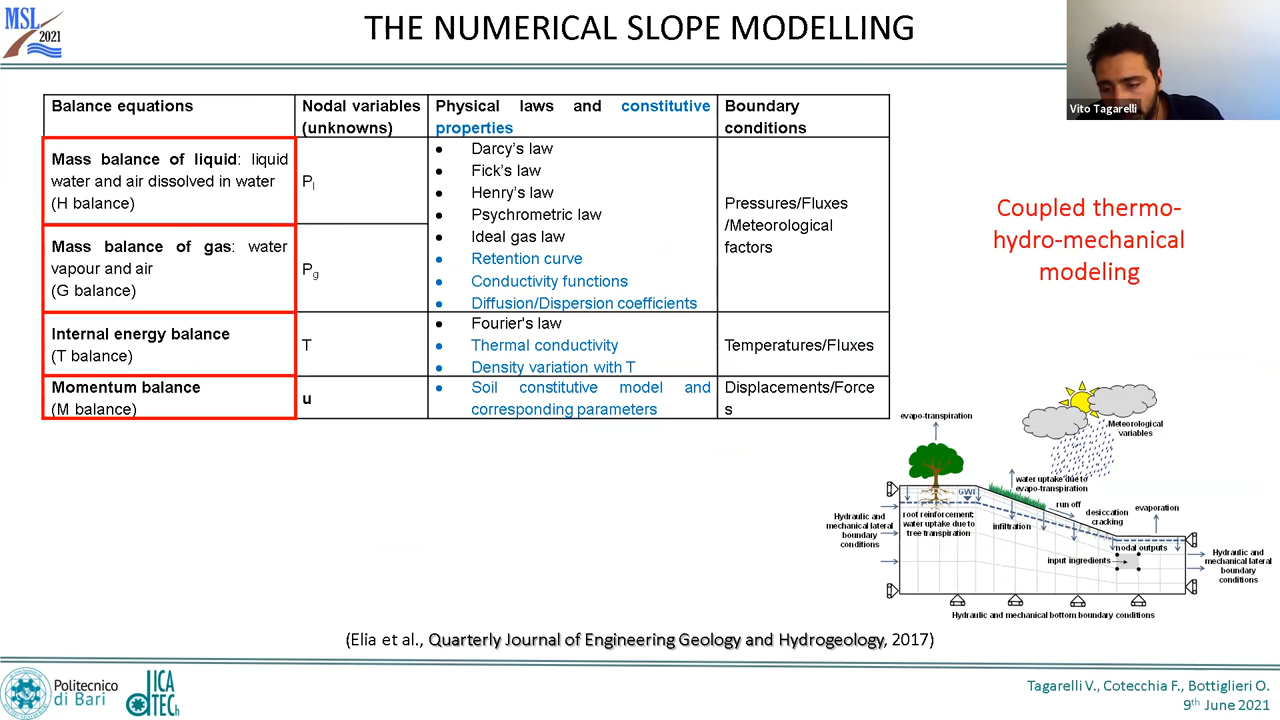 MSL
2021
THE NUMERICAL SLOPE MODELLING
Vito Tagarelli
Balance equations
Nodal variables
(unknowns)
Physical laws and constitutive
properties
Boundary
conditions
Mass balance of liquid: liquid
water and air dissolved in water
(H balance)
Pl
Darcy's law
Fick's law
Henry's law
Psychrometric law
Ideal gas law
Retention curve
Conductivity functions
Diffusion/Dispersion coefficients
Pressures/Fluxes
/Meteorological
factors
Mass balance of gas: water
vapour and air
(G balance)
Pg
Internal energy balance
(T balance)
T
Fourier's law
Thermal conductivity
Density variation with T
Temperatures/Fluxes
Momentum balance
(M balance)
u
Soil constitutive model and
corresponding parameters
Displacements/Force
s
Coupled thermo-
hydro-mechanical
modeling
evapo-transpiration
Meteorological
variables
water uptake due to
evapo-transpiration
GWT
run off
desiccation
cracking
evaporation
Hydraulic and
mechanical lateral
boundary
conditions
root reinforcement;
water uptake due to
tree transpiration
infiltration
nodal outputs
input ingredients
Hydraulic and
mechanical lateral
boundary
conditions
Hydraulic and mechanical bottom boundary conditions
(Elia et al., Quarterly Journal of Engineering Geology and Hydrogeology, 2017)
Politecnico
di Bari
DICA
TECh
Tagarelli V., Cotecchia F., Bottiglieri O.
9th June 2021